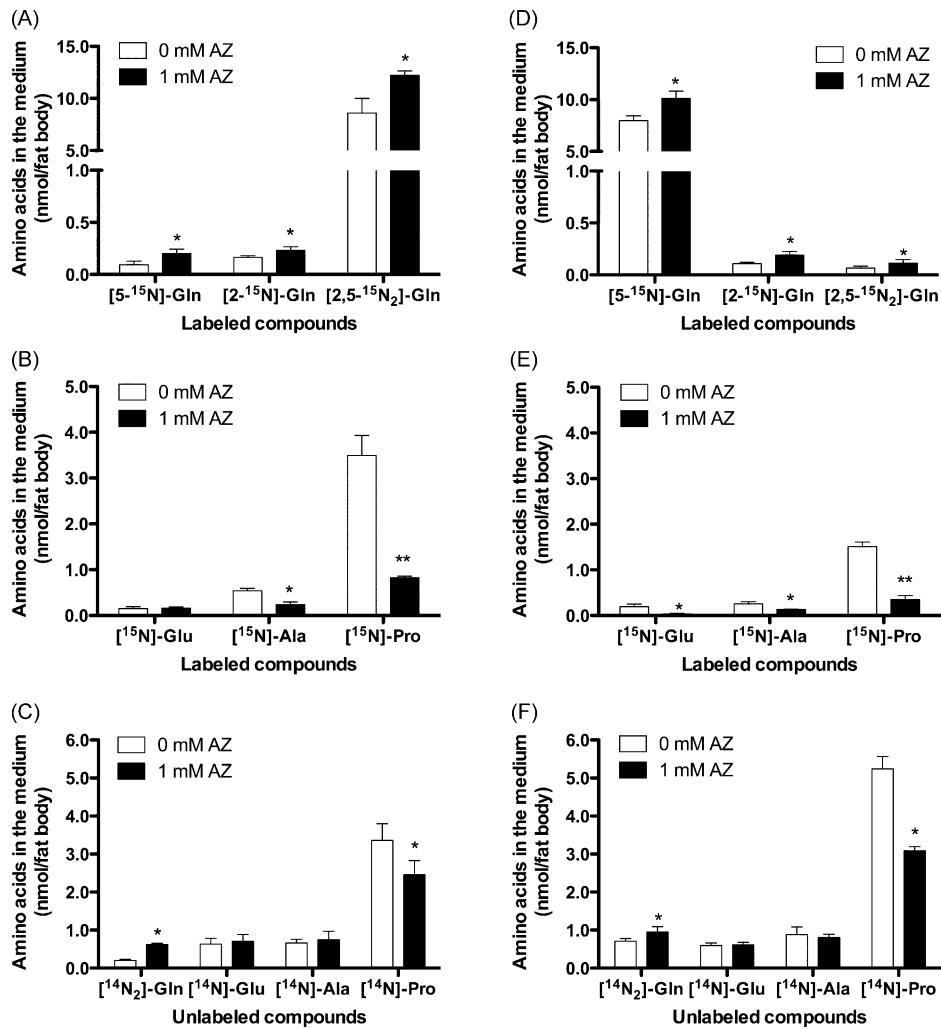 (A)
0 mM AZ
1 mM AZ
Amino acids in the medium
(nmol/fat body)
15.0
10.0
5.0
1.0
0.5
0.0
*
*
*
[5-¹⁵N]-Gln
[2-¹⁵N]-Gln
[2,5-¹⁵N₂]-Gln
Labeled compounds
(D)
0 mM AZ
1 mM AZ
Amino acids in the medium
(nmol/fat body)
15.0
10.0
5.0
1.0
0.5
0.0
*
*
*
[5-¹⁵N]-Gln
[2-¹⁵N]-Gln
[2,5-¹⁵N₂]-Gln
Labeled compounds
(B)
0 mM AZ
1 mM AZ
Amino acids in the medium
(nmol/fat body)
5.0
4.0
3.0
2.0
1.0
0.0
*
**
[¹⁵N]-Glu
[¹⁵N]-Ala
[¹⁵N]-Pro
Labeled compounds
(E)
0 mM AZ
1 mM AZ
Amino acids in the medium
(nmol/fat body)
5.0
4.0
3.0
2.0
1.0
0.0
*
*
**
[¹⁵N]-Glu
[¹⁵N]-Ala
[¹⁵N]-Pro
Labeled compounds
(C)
0 mM AZ
1 mM AZ
Amino acids in the medium
(nmol/fat body)
6.0
5.0
4.0
3.0
2.0
1.0
0.0
*
*
[¹⁴N₂]-Gln
[¹⁴N]-Glu
[¹⁴N]-Ala
[¹⁴N]-Pro
Unlabeled compounds
(F)
0 mM AZ
1 mM AZ
Amino acids in the medium
(nmol/fat body)
6.0
5.0
4.0
3.0
2.0
1.0
0.0
*
*
[¹⁴N₂]-Gln
[¹⁴N]-Glu
[¹⁴N]-Ala
[¹⁴N]-Pro
Unlabeled compounds